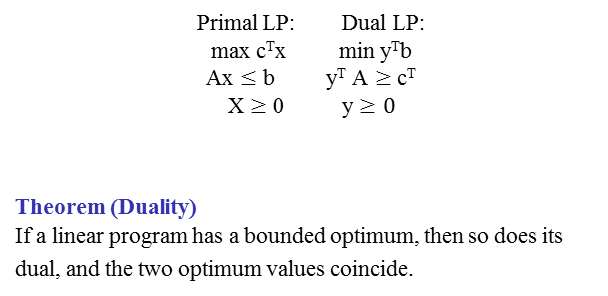 Primal LP: Dual LP:
max cᵀx min yᵀb
Ax ≤ b yᵀ A ≥ cᵀ
X ≥ 0 y ≥ 0
Theorem (Duality)
If a linear program has a bounded optimum, then so does its
dual, and the two optimum values coincide.